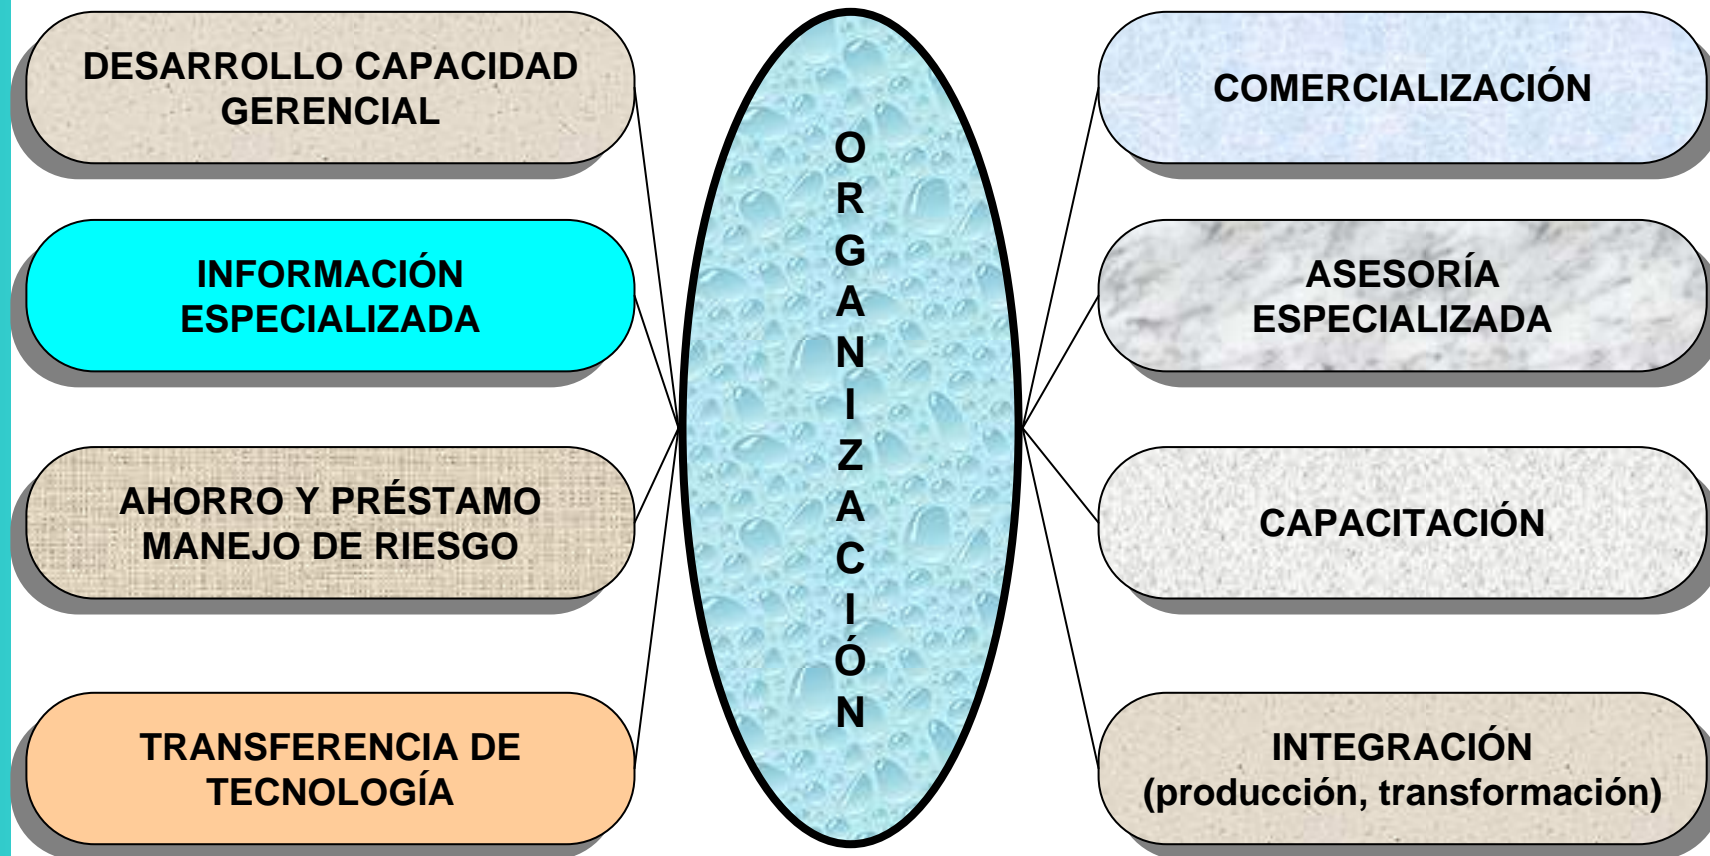 DESARROLLO CAPACIDAD
GERENCIAL
INFORMACIÓN
ESPECIALIZADA
AHORRO Y PRÉSTAMO
MANEJO DE RIESGO
TRANSFERENCIA DE
TECNOLOGÍA
O
R
G
A
N
I
Z
A
C
I
Ó
N
COMERCIALIZACIÓN
ASESORÍA
ESPECIALIZADA
CAPACITACIÓN
INTEGRACIÓN
(producción, transformación)